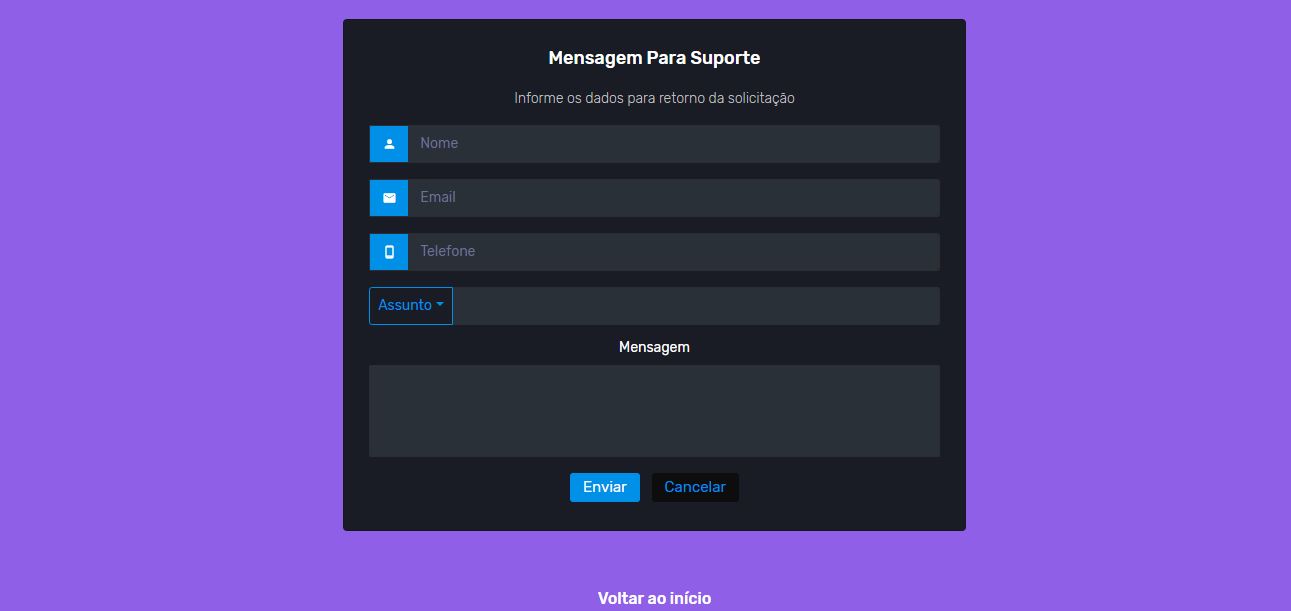 Mensagem Para Suporte
Informe os dados para retorno da solicitação
Nome
Email
Telefone
Assunto
Mensagem
Enviar Cancelar
Voltar ao início